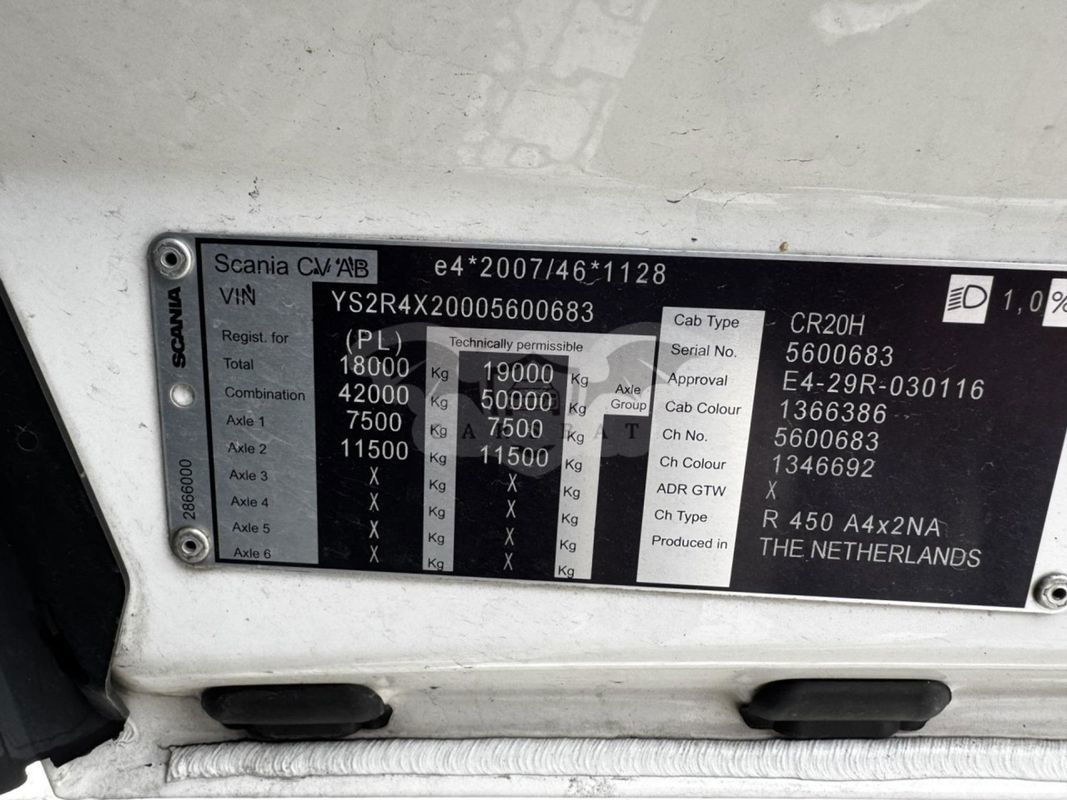 Scania CV AB e4*2007/46*1128
VIN YS2R4X20005600683
1,0%
Regist. for (PL) Technically permissible
Total 18000 Kg 19000 Kg
Combination 42000 Kg 50000 Kg
Axle Group
Axle 1 7500 Kg 7500 Kg
Axle 2 11500 Kg 11500 Kg
Axle 3 X Kg X Kg
Axle 4 X Kg X Kg
Axle 5 X Kg X Kg
Axle 6 X Kg X Kg
Cab Type CR20H
Serial No. 5600683
Approval E4-29R-030116
Cab Colour 1366386
Ch No. 5600683
Ch Colour 1346692
ADR GTW X
Ch Type R 450 A4x2NA
Produced in THE NETHERLANDS
SCANIA
2866000